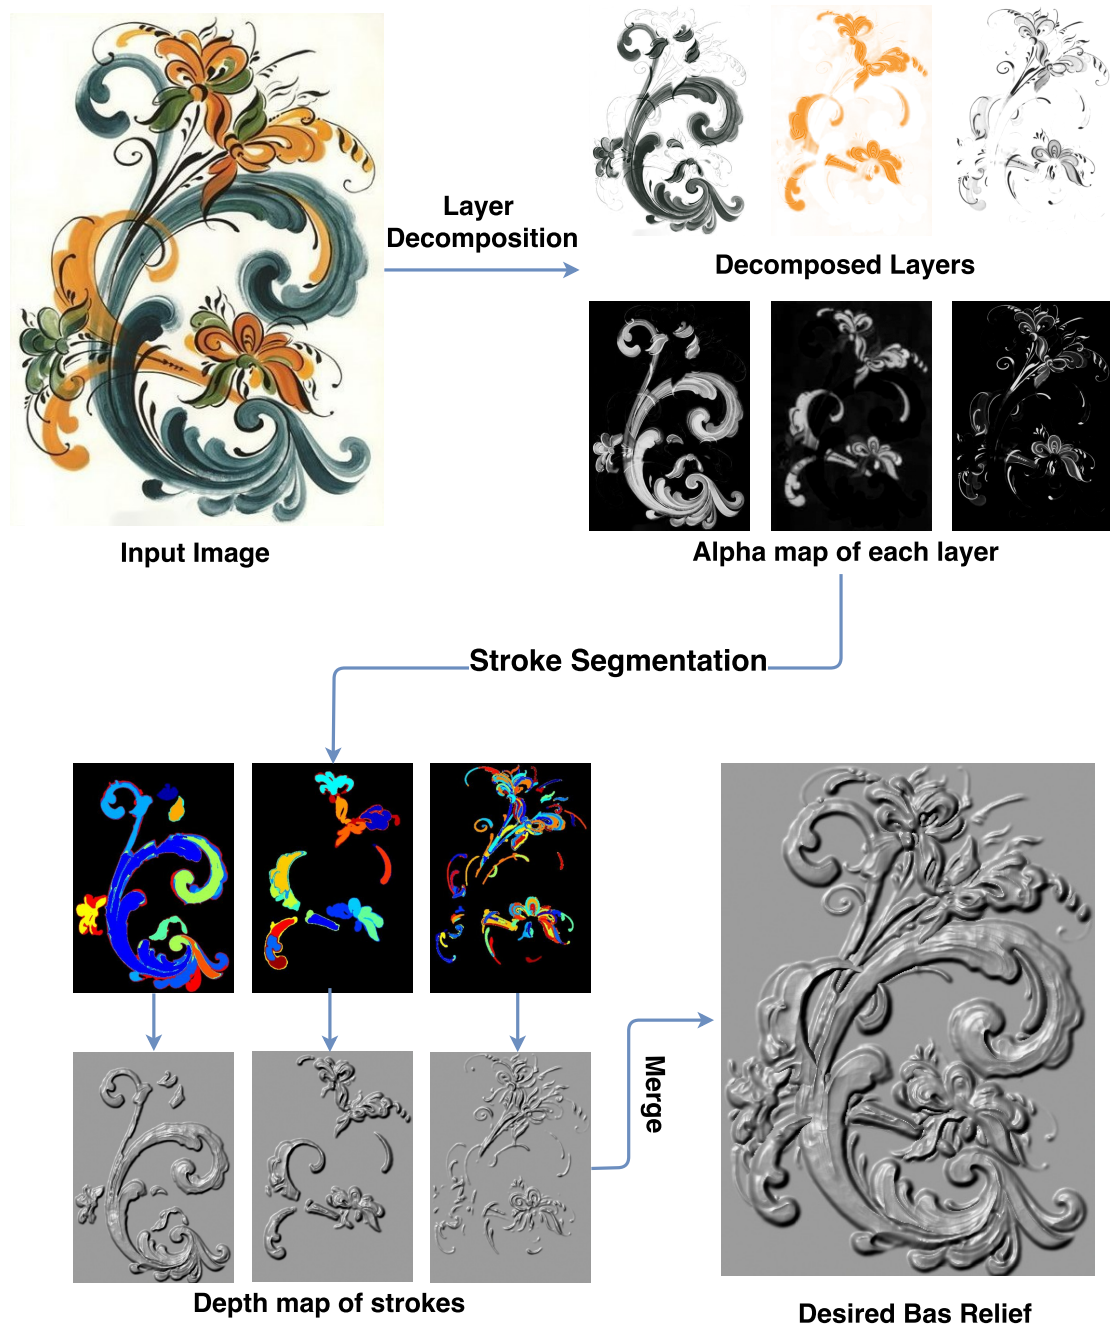 Layer
Decomposition
Decomposed Layers
Input Image
Alpha map of each layer
Stroke Segmentation
Merge
Depth map of strokes
Desired Bas Relief